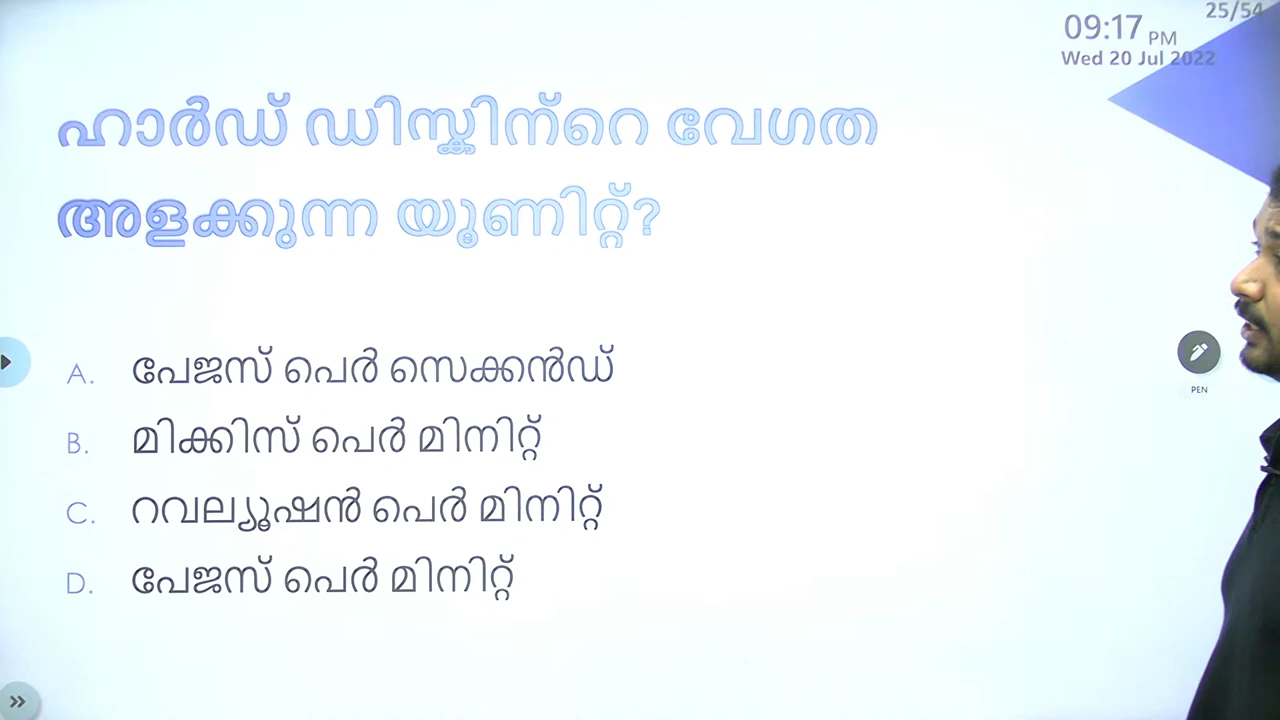 25/54
09:17 PM
Wed 20 Jul 2022
ഹാർഡ് ഡിസ്കിന്റെ വേഗത
അളക്കുന്ന യൂണിറ്റ്?
A. പേജസ് പെർ സെക്കൻഡ്
B. മിക്കിസ് പെർ മിനിറ്റ്
C. റവല്യൂഷൻ പെർ മിനിറ്റ്
D. പേജസ് പെർ മിനിറ്റ്
PEN